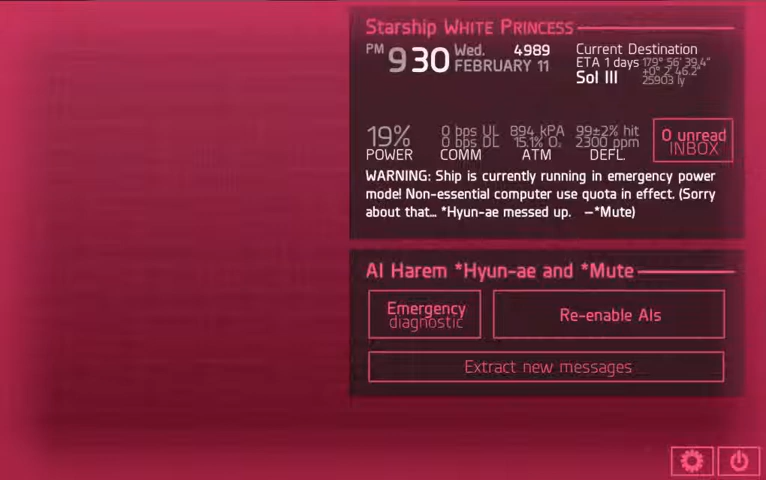 Starship WHITE PRINCESS
PM 9 30 Wed. 4989
FEBRUARY 11
Current Destination
ETA 1 days 179° 56' 39.4"
+0° 2' 46.2"
Sol III 25903 ly
19% 0 bps UL 894 kPA 99±2% hit
0 bps DL 15.1% O₂ 2300 ppm
POWER COMM ATM DEFL.
0 unread
INBOX
WARNING: Ship is currently running in emergency power
mode! Non-essential computer use quota in effect. (Sorry
about that... *Hyun-ae messed up. —*Mute)
AI Harem *Hyun-ae and *Mute
Emergency
diagnostic
Re-enable AIs
Extract new messages